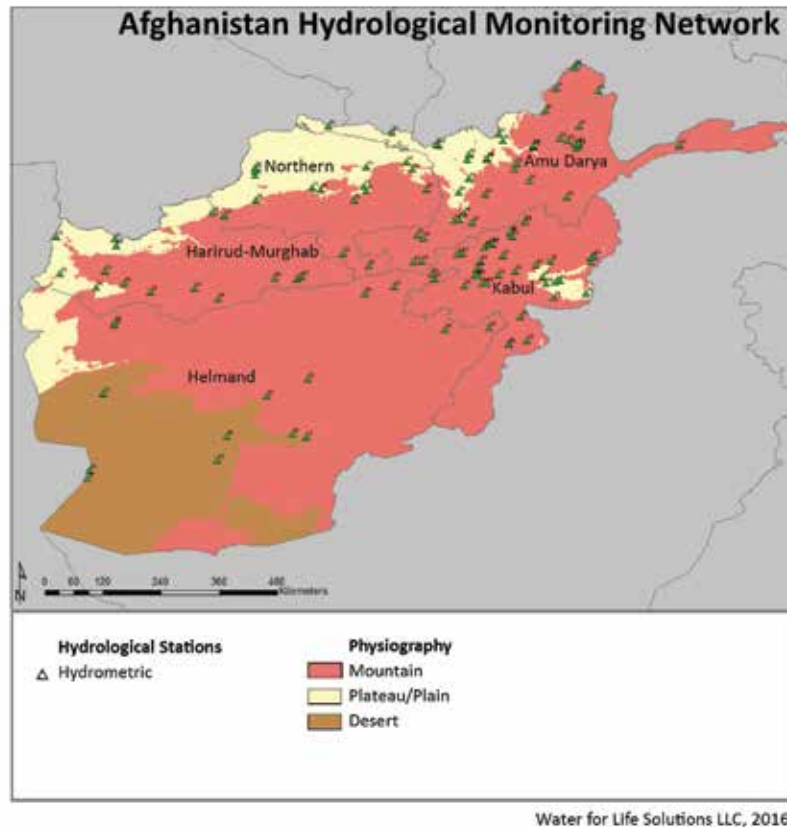 Afghanistan Hydrological Monitoring Network
Northern
Amu Darya
Harirud-Murghab
Kabul
Helmand
N
0 60 120 240 360 480
Kilometers
Hydrological Stations
Hydrometric
Physiography
Mountain
Plateau/Plain
Desert
Water for Life Solutions LLC, 2016